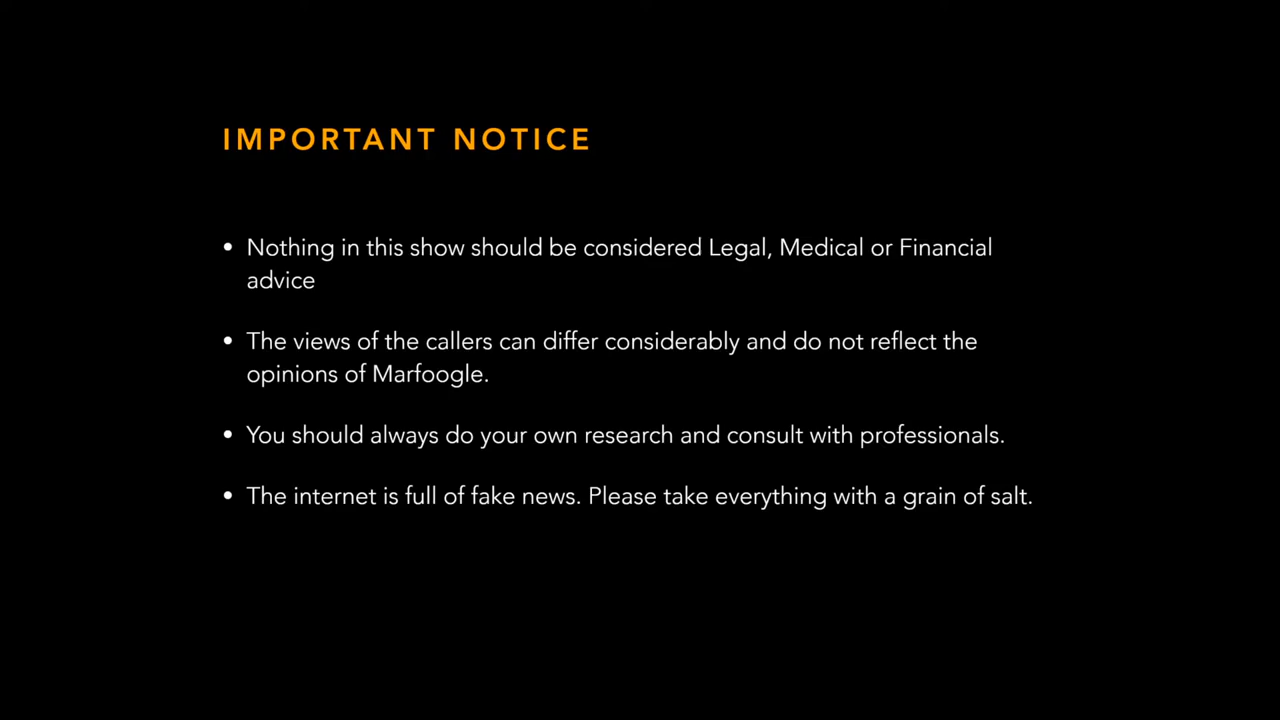 IMPORTANT NOTICE
• Nothing in this show should be considered Legal, Medical or Financial
advice
• The views of the callers can differ considerably and do not reflect the
opinions of Marfoogle.
• You should always do your own research and consult with professionals.
• The internet is full of fake news. Please take everything with a grain of salt.